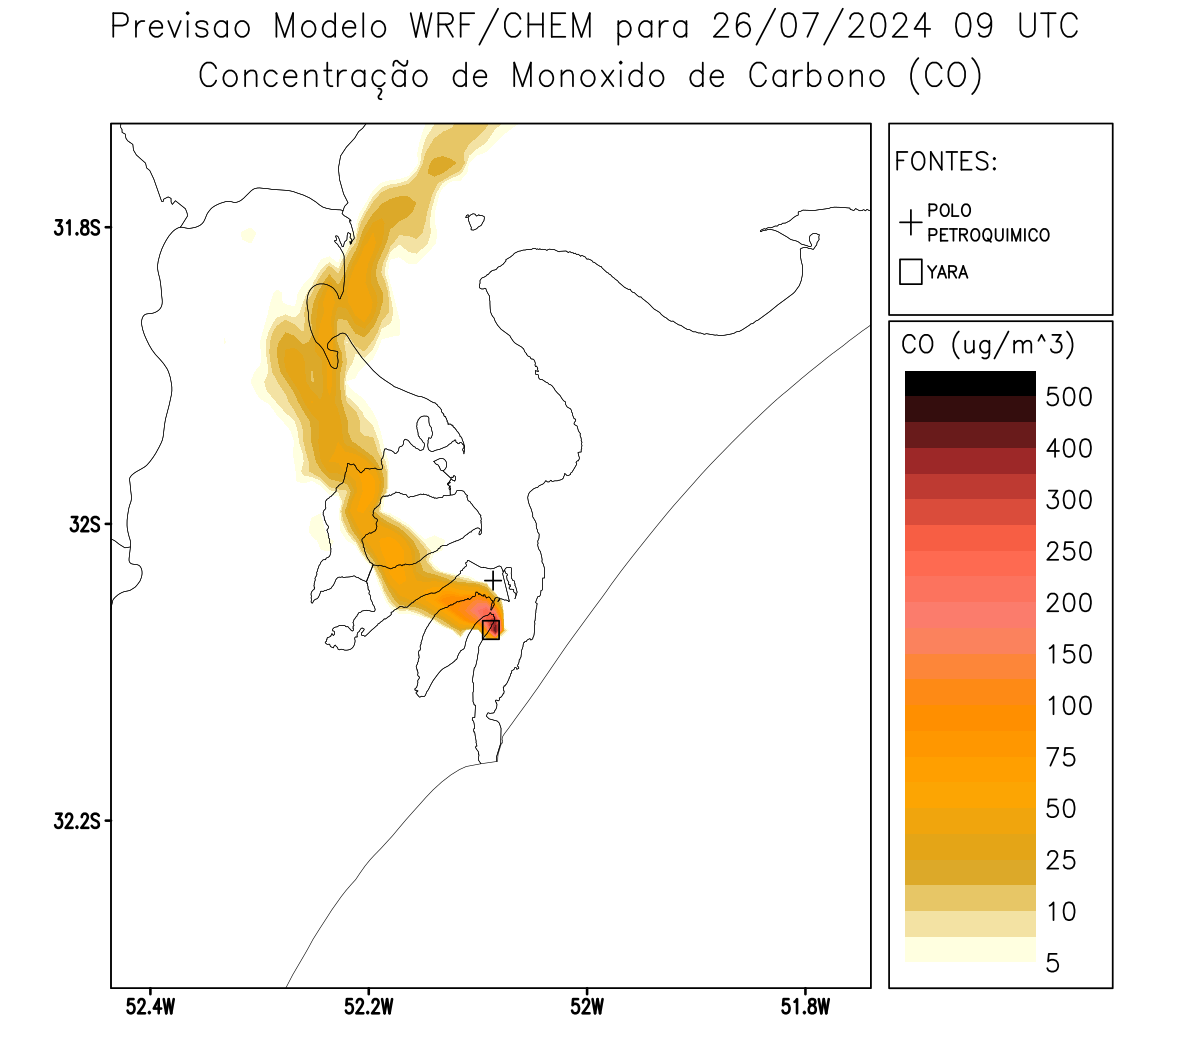 Previsao Modelo WRF/CHEM para 26/07/2024 09 UTC
Concentração de Monoxido de Carbono (CO)
FONTES:
POLO
PETROQUIMICO
YARA
CO (ug/m^3)
500
400
300
250
200
150
100
75
50
25
10
5
31.8S
32S
32.2S
52.4W
52.2W
52W
51.8W